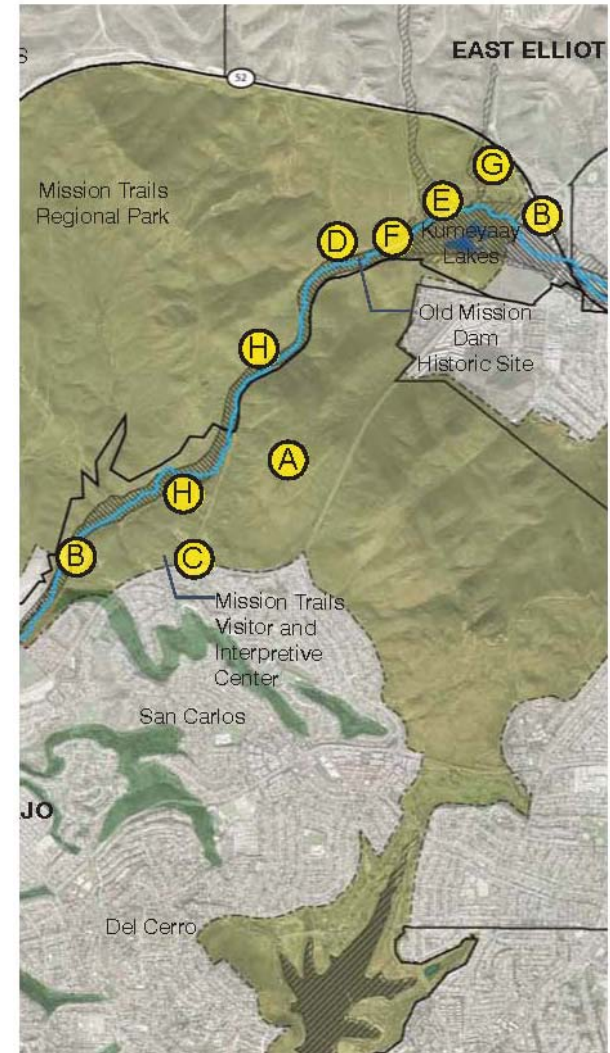 S
EAST ELLIOT
52
G
Mission Trails
Regional Park
E
B
D
F
Kumeyaay
Lakes
Old Mission
Dam
Historic Site
H
A
H
B
C
Mission Trails
Visitor and
Interpretive
Center
San Carlos
JO
Del Cerro